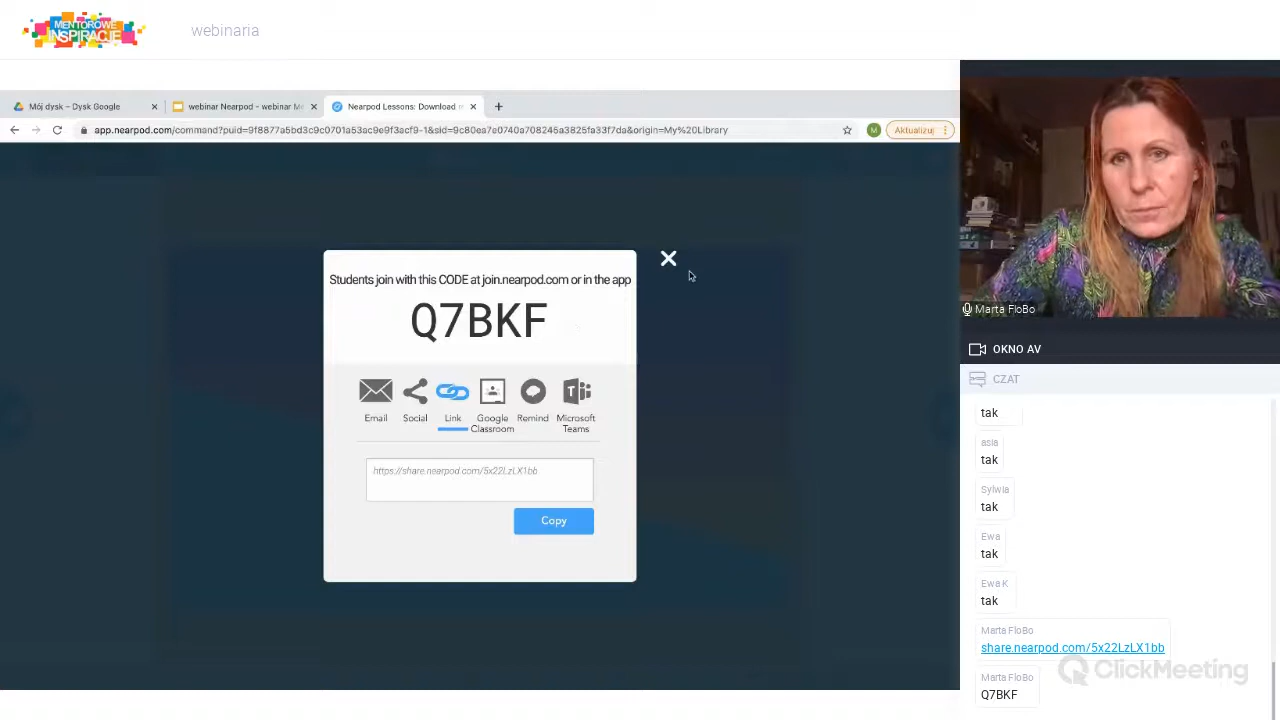 MENTOROWE
INSPIRACJE
webinaria
Mój dysk – Dysk Google
webinar Nearpod - webinar Me
Nearpod Lessons: Download m
app.nearpod.com/command?puid=9f8877a5bd3c9c0701a53ac9e9f3acf9-1&sid=9c80ea7e0740a708246a3825fa33f7da&origin=My%20Library
M
Aktualizuj
Students join with this CODE at join.nearpod.com or in the app
Q7BKF
Email
Social
Link
Google Classroom
Remind
Microsoft Teams
https://share.nearpod.com/5x22LzLX1bb
Copy
Marta FloBo
OKNO AV
CZAT
tak
asia
tak
Sylwia
tak
Ewa
tak
Ewa K
tak
Marta FloBo
share.nearpod.com/5x22LzLX1bb
ClickMeeting
Marta FloBo
Q7BKF